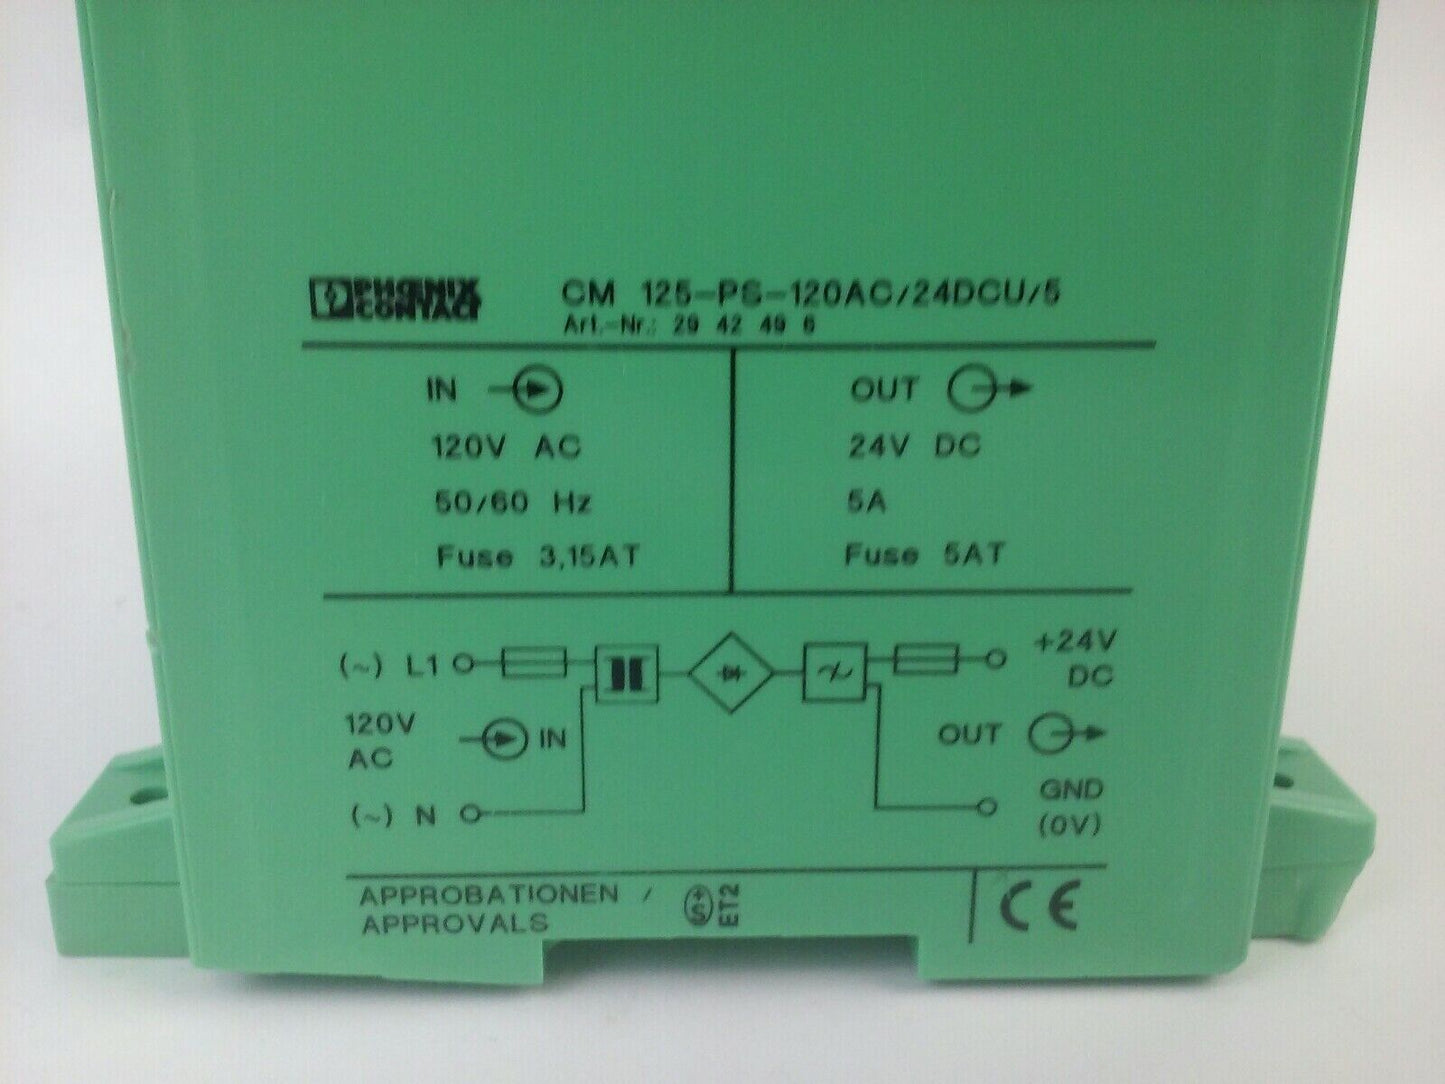 PHŒNIX
CONTACT
CM 125-PS-120AC/24DCU/5
Art.-Nr.: 29 42 49 6
IN
120V AC
50/60 Hz
Fuse 3,15AT
OUT
24V DC
5A
Fuse 5AT
(~) L1
+24V
DC
120V
AC
IN
OUT
(~) N
GND
(0V)
APPROBATIONEN /
APPROVALS
+S
ET2
CE